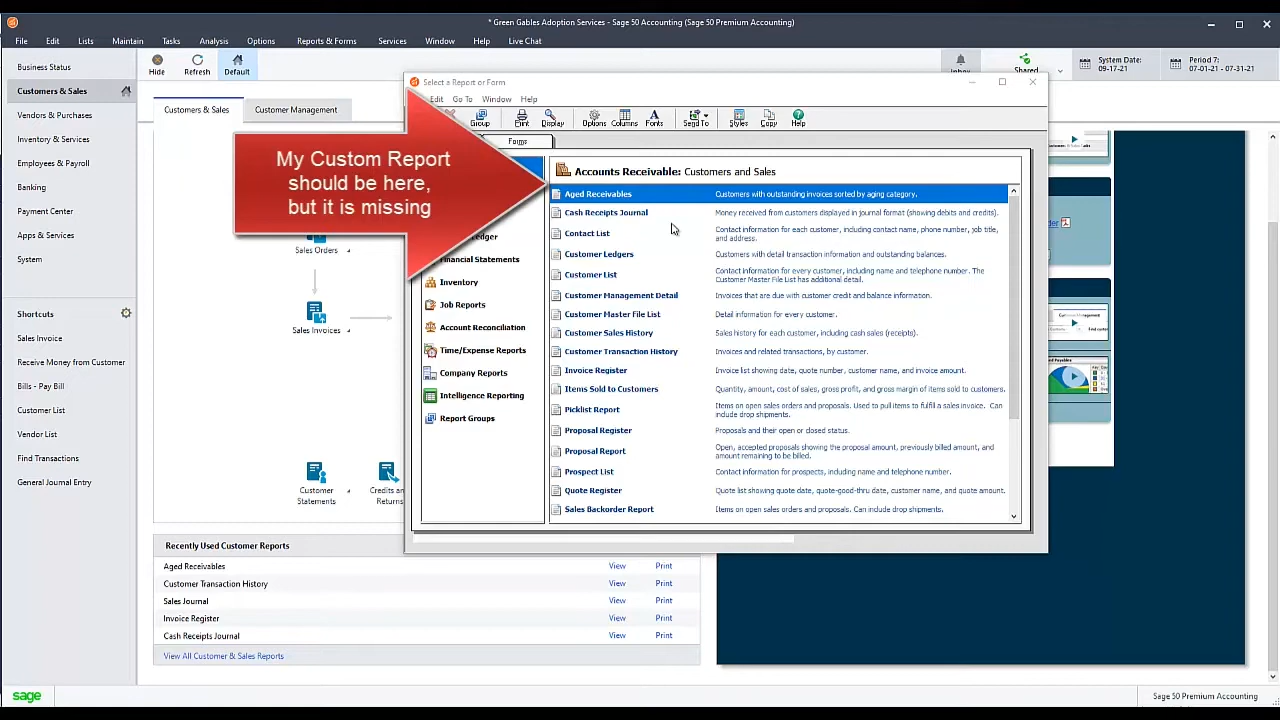 * Green Gables Adoption Services - Sage 50 Accounting (Sage 50 Premium Accounting)
File Edit Lists Maintain Tasks Analysis Options Reports & Forms Services Window Help Live Chat
Hide Refresh Default
Shared
System Date:
09-17-21
Period 7:
07-01-21 - 07-31-21
Business Status
Customers & Sales
Vendors & Purchases
Inventory & Services
Employees & Payroll
Banking
Payment Center
Apps & Services
System
Shortcuts
Sales Invoice
Receive Money from Customer
Bills - Pay Bill
Customer List
Vendor List
Find Transactions
General Journal Entry
Customers & Sales Customer Management
Sales Orders
Sales Invoices
Customer
Statements
Credits an
Returns
Recently Used Customer Reports
Aged Receivables View Print
Customer Transaction History View Print
Sales Journal View Print
Invoice Register View Print
Cash Receipts Journal View Print
View All Customer & Sales Reports
Select a Report or Form
Edit Go To Window Help
Group Print Display Options Columns Fonts Send To Styles Copy Help
Forms
My Custom Report
should be here,
but it is missing
Financial Statements
Inventory
Job Reports
Account Reconciliation
Time/Expense Reports
Company Reports
Intelligence Reporting
Report Groups
Accounts Receivable: Customers and Sales
Aged Receivables Customers with outstanding invoices sorted by aging category.
Cash Receipts Journal Money received from customers displayed in journal format (showing debits and credits).
Contact List Contact information for each customer, including contact name, phone number, job title,
and address.
Customer Ledgers Customers with detail transaction information and outstanding balances.
Customer List Contact information for every customer, including name and telephone number. The
Customer Master File List has additional detail.
Customer Management Detail Invoices that are due with customer credit and balance information.
Customer Master File List Detail information for every customer.
Customer Sales History Sales history for each customer, including cash sales (receipts).
Customer Transaction History Invoices and related transactions, by customer.
Invoice Register Invoice list showing date, quote number, customer name, and invoice amount.
Items Sold to Customers Quantity, amount, cost of sales, gross profit, and gross margin of items sold to customers.
Picklist Report Items on open sales orders and proposals. Used to pull items to fulfill a sales invoice. Can
include drop shipments.
Proposal Register Proposals and their open or closed status.
Proposal Report Open, accepted proposals showing the proposal amount, previously billed amount, and
amount remaining to be billed.
Prospect List Contact information for prospects, including name and telephone number.
Quote Register Quote list showing quote date, quote-good-thru date, customer name, and quote amount.
Sales Backorder Report Items on open sales orders and proposals. Can include drop shipments.
sage
Sage 50 Premium Accounting